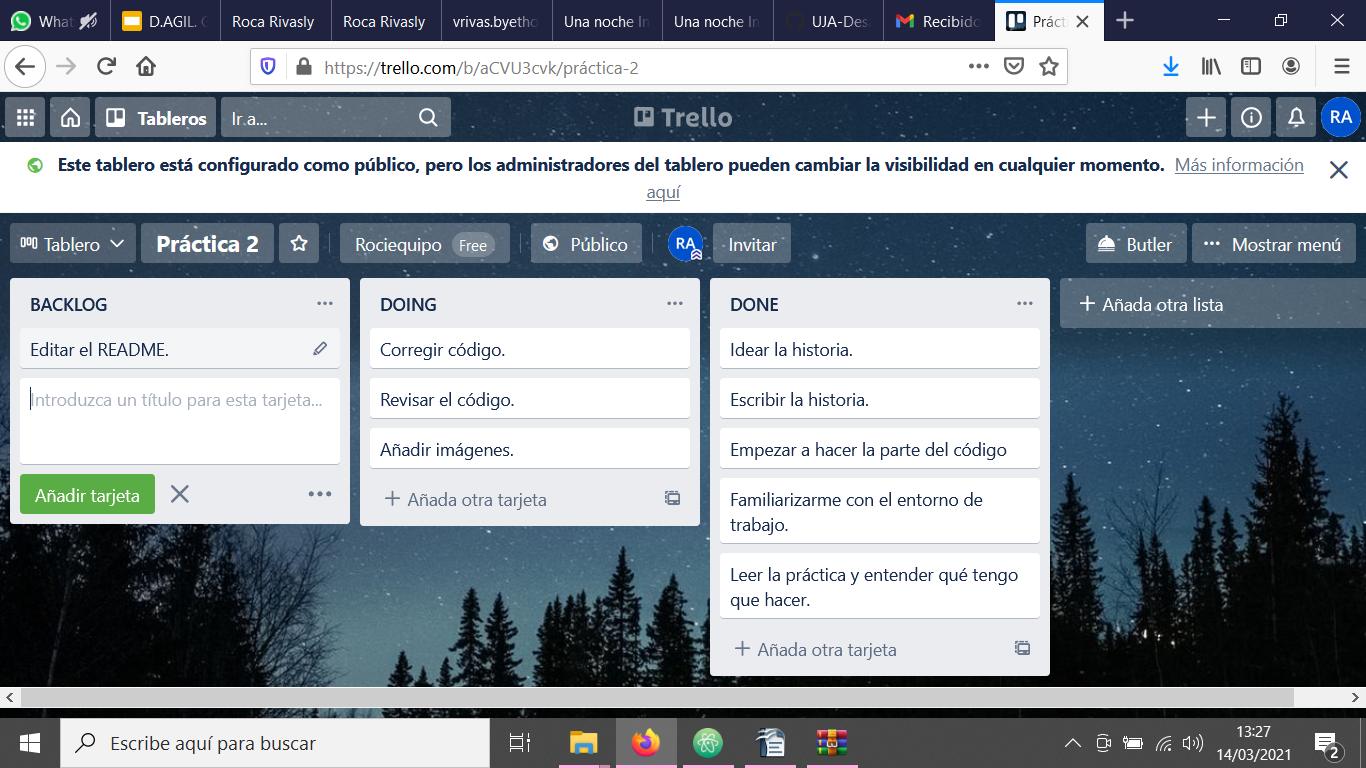 What
D.AGIL.
Roca Rivasly
Roca Rivasly
vrivas.byetho
Una noche In
Una noche In
UJA-Des
Recibido
Práct
https://trello.com/b/aCVU3cvk/práctica-2
Tableros
Ir a...
Trello
RA
Este tablero está configurado como público, pero los administradores del tablero pueden cambiar la visibilidad en cualquier momento. Más información
aquí
Tablero
Práctica 2
Rociequipo Free
Público
RA
Invitar
Butler
Mostrar menú
BACKLOG
Editar el README.
Introduzca un título para esta tarjeta...
Añadir tarjeta
DOING
Corregir código.
Revisar el código.
Añadir imágenes.
Añada otra tarjeta
DONE
Idear la historia.
Escribir la historia.
Empezar a hacer la parte del código
Familiarizarme con el entorno de
trabajo.
Leer la práctica y entender qué tengo
que hacer.
Añada otra tarjeta
Añada otra lista
Escribe aquí para buscar
13:27
14/03/2021
2